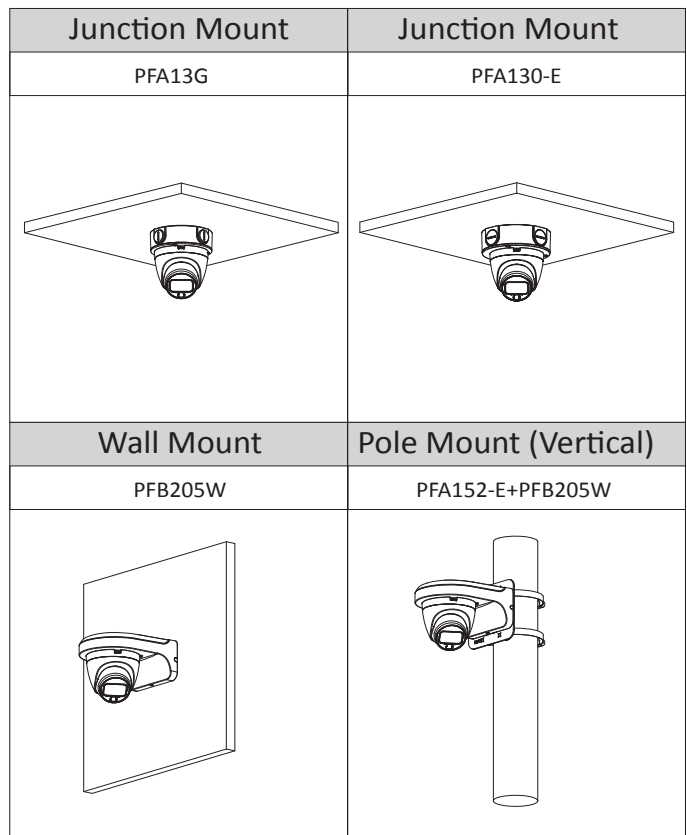 Junction Mount
Junction Mount
PFA13G
PFA130-E
Wall Mount
Pole Mount (Vertical)
PFB205W
PFA152-E+PFB205W